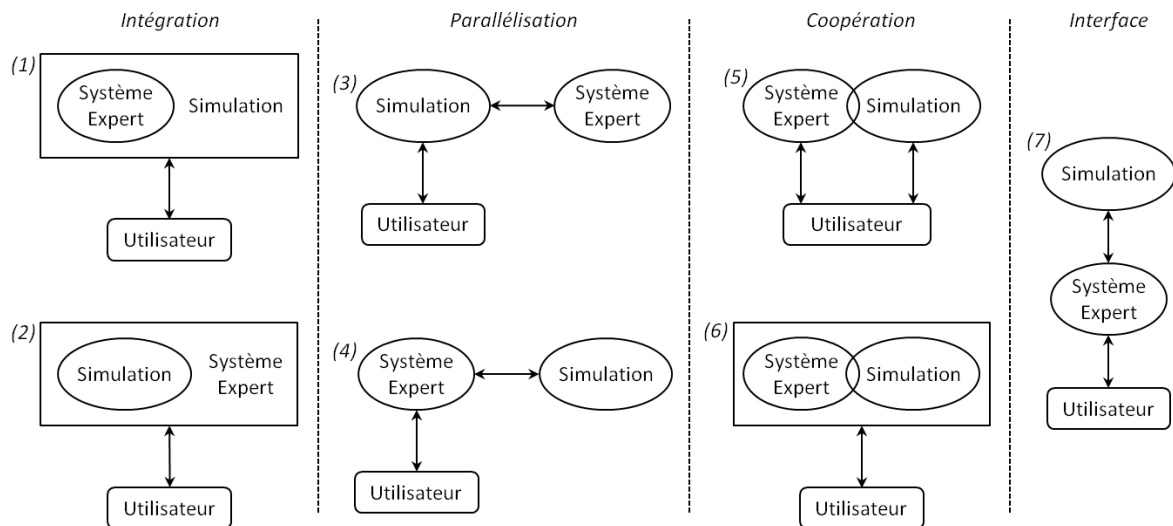 Intégration
Parallélisation
Coopération
Interface
(1)
Système
Expert
Simulation
Utilisateur
(2)
Simulation
Système
Expert
Utilisateur
(3)
Simulation
Système
Expert
Utilisateur
(4)
Système
Expert
Simulation
Utilisateur
(5)
Système
Expert
Simulation
Utilisateur
(6)
Système
Expert
Simulation
Utilisateur
(7)
Simulation
Système
Expert
Utilisateur